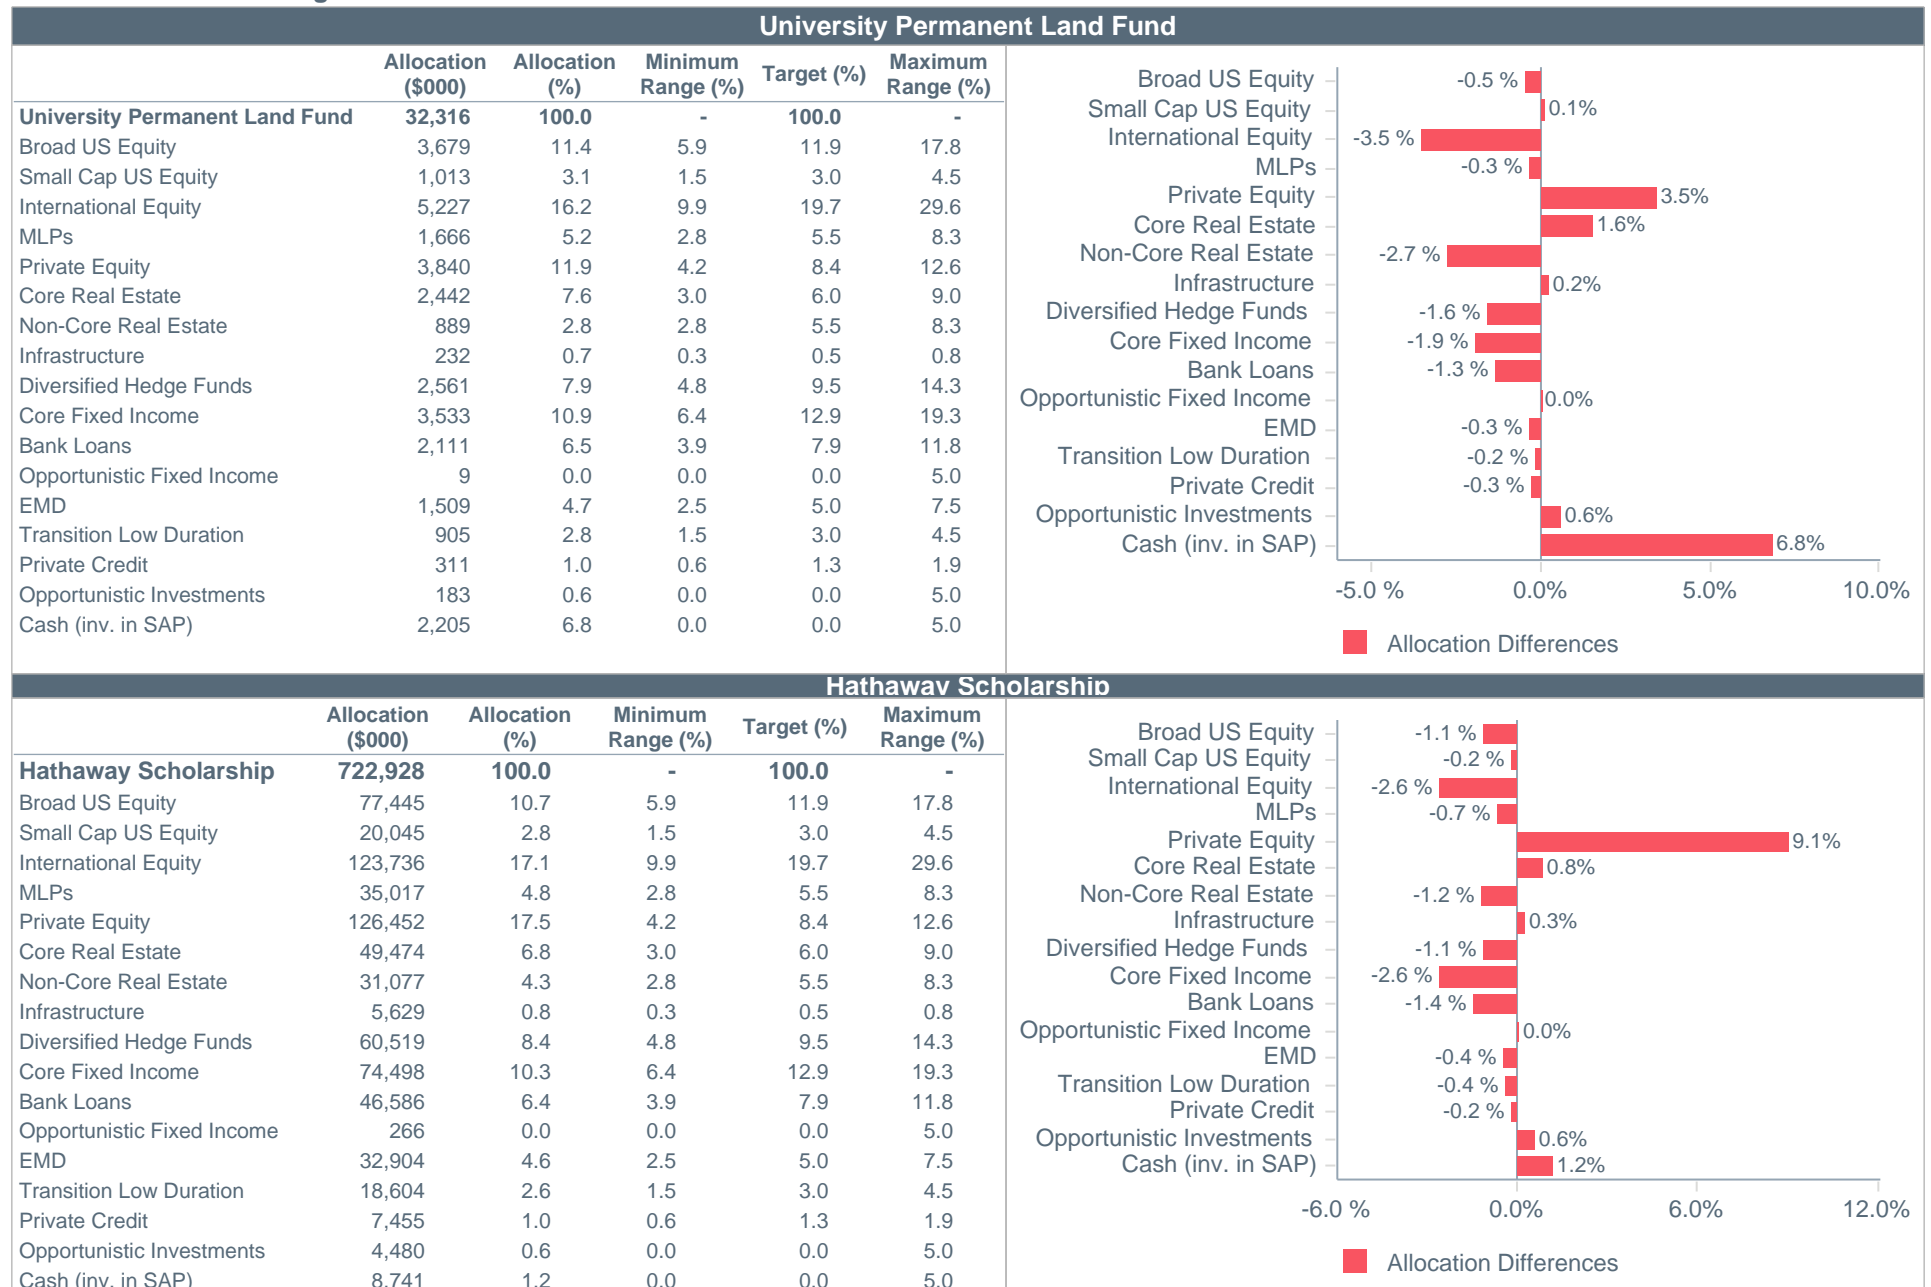 University Permanent Land Fund
Allocation ($000) Allocation (%) Minimum Range (%) Target (%) Maximum Range (%)
University Permanent Land Fund 32,316 100.0 - 100.0 -
Broad US Equity 3,679 11.4 5.9 11.9 17.8
Small Cap US Equity 1,013 3.1 1.5 3.0 4.5
International Equity 5,227 16.2 9.9 19.7 29.6
MLPs 1,666 5.2 2.8 5.5 8.3
Private Equity 3,840 11.9 4.2 8.4 12.6
Core Real Estate 2,442 7.6 3.0 6.0 9.0
Non-Core Real Estate 889 2.8 2.8 5.5 8.3
Infrastructure 232 0.7 0.3 0.5 0.8
Diversified Hedge Funds 2,561 7.9 4.8 9.5 14.3
Core Fixed Income 3,533 10.9 6.4 12.9 19.3
Bank Loans 2,111 6.5 3.9 7.9 11.8
Opportunistic Fixed Income 9 0.0 0.0 0.0 5.0
EMD 1,509 4.7 2.5 5.0 7.5
Transition Low Duration 905 2.8 1.5 3.0 4.5
Private Credit 311 1.0 0.6 1.3 1.9
Opportunistic Investments 183 0.6 0.0 0.0 5.0
Cash (inv. in SAP) 2,205 6.8 0.0 0.0 5.0
Broad US Equity -0.5 %
Small Cap US Equity 0.1%
International Equity -3.5 %
MLPs -0.3 %
Private Equity 3.5%
Core Real Estate 1.6%
Non-Core Real Estate -2.7 %
Infrastructure 0.2%
Diversified Hedge Funds -1.6 %
Core Fixed Income -1.9 %
Bank Loans -1.3 %
Opportunistic Fixed Income 0.0%
EMD -0.3 %
Transition Low Duration -0.2 %
Private Credit -0.3 %
Opportunistic Investments 0.6%
Cash (inv. in SAP) 6.8%
-5.0 % 0.0% 5.0% 10.0%
Allocation Differences
Hathaway Scholarship
Allocation ($000) Allocation (%) Minimum Range (%) Target (%) Maximum Range (%)
Hathaway Scholarship 722,928 100.0 - 100.0 -
Broad US Equity 77,445 10.7 5.9 11.9 17.8
Small Cap US Equity 20,045 2.8 1.5 3.0 4.5
International Equity 123,736 17.1 9.9 19.7 29.6
MLPs 35,017 4.8 2.8 5.5 8.3
Private Equity 126,452 17.5 4.2 8.4 12.6
Core Real Estate 49,474 6.8 3.0 6.0 9.0
Non-Core Real Estate 31,077 4.3 2.8 5.5 8.3
Infrastructure 5,629 0.8 0.3 0.5 0.8
Diversified Hedge Funds 60,519 8.4 4.8 9.5 14.3
Core Fixed Income 74,498 10.3 6.4 12.9 19.3
Bank Loans 46,586 6.4 3.9 7.9 11.8
Opportunistic Fixed Income 266 0.0 0.0 0.0 5.0
EMD 32,904 4.6 2.5 5.0 7.5
Transition Low Duration 18,604 2.6 1.5 3.0 4.5
Private Credit 7,455 1.0 0.6 1.3 1.9
Opportunistic Investments 4,480 0.6 0.0 0.0 5.0
Cash (inv. in SAP) 8,741 1.2 0.0 0.0 5.0
Broad US Equity -1.1 %
Small Cap US Equity -0.2 %
International Equity -2.6 %
MLPs -0.7 %
Private Equity 9.1%
Core Real Estate 0.8%
Non-Core Real Estate -1.2 %
Infrastructure 0.3%
Diversified Hedge Funds -1.1 %
Core Fixed Income -2.6 %
Bank Loans -1.4 %
Opportunistic Fixed Income 0.0%
EMD -0.4 %
Transition Low Duration -0.4 %
Private Credit -0.2 %
Opportunistic Investments 0.6%
Cash (inv. in SAP) 1.2%
-6.0 % 0.0% 6.0% 12.0%
Allocation Differences